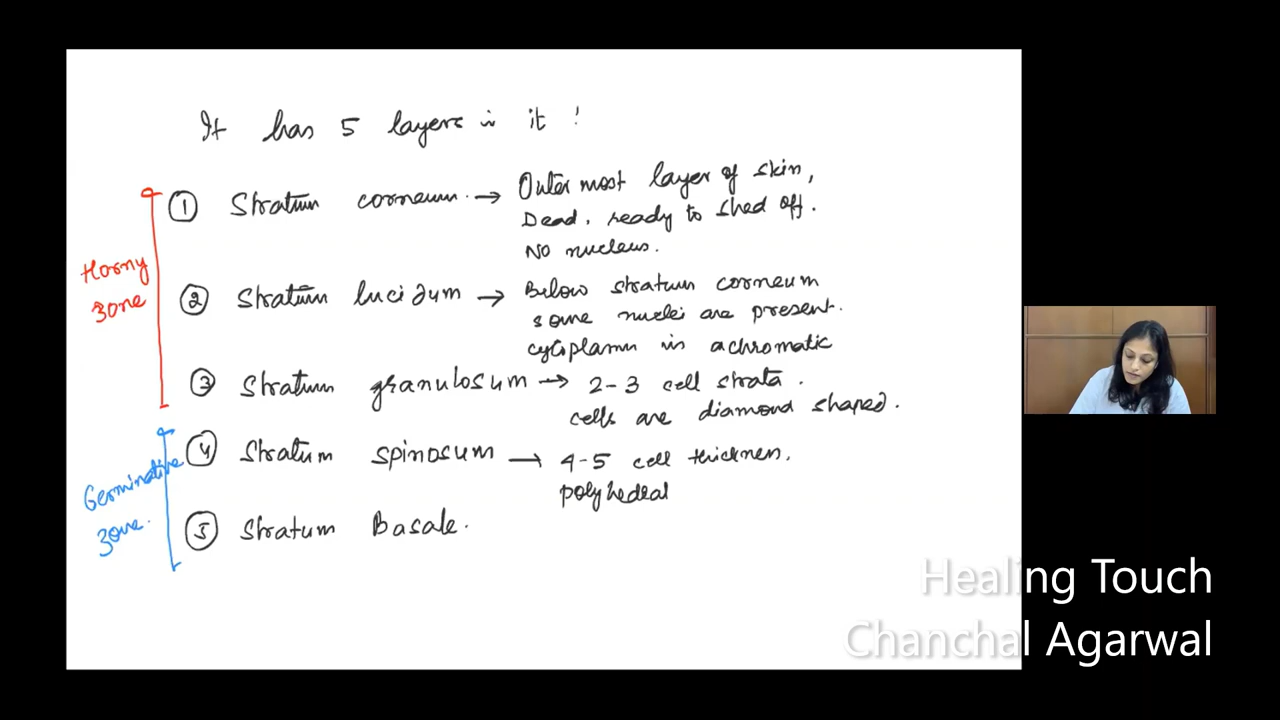 It has 5 layers in it !
① Stratum corneum. → Outer most layer of skin,
Dead, ready to shed off.
No nucleus.
Horny
zone
② Stratum lucidum → Below stratum corneum
some nuclei are present.
cytoplasm is achromatic
③ Stratum granulosum → 2-3 cell strata.
cells are diamond shaped.
④ Stratum spinosum → 4-5 cell thickness,
polyhedral
Germinative
zone.
⑤ Stratum Basale.
Healing Touch
Chanchal Agarwal